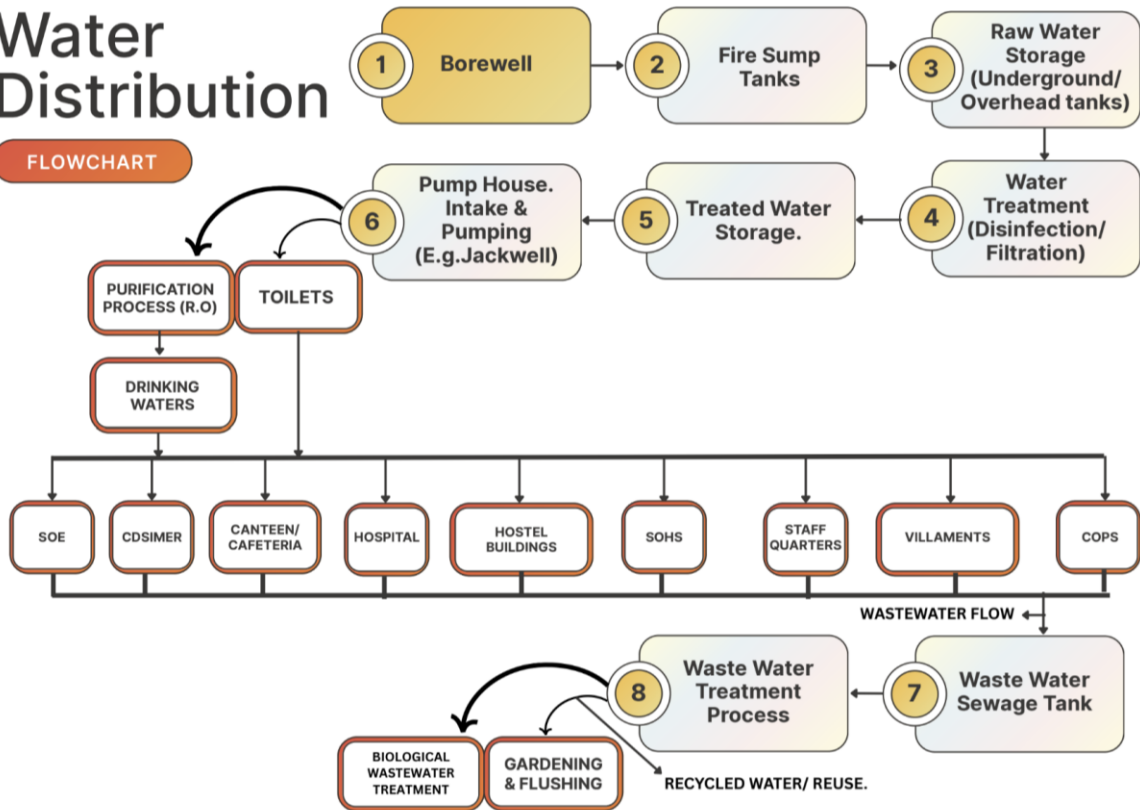 Water
Distribution
FLOWCHART
1
Borewell
2
Fire Sump
Tanks
3
Raw Water
Storage
(Underground/
Overhead tanks)
4
Water
Treatment
(Disinfection/
Filtration)
5
Treated Water
Storage.
6
Pump House.
Intake &
Pumping
(E.g.Jackwell)
PURIFICATION
PROCESS (R.O)
TOILETS
DRINKING
WATERS
SOE
CDSIMER
CANTEEN/
CAFETERIA
HOSPITAL
HOSTEL
BUILDINGS
SOHS
STAFF
QUARTERS
VILLAMENTS
COPS
WASTEWATER FLOW
7
Waste Water
Sewage Tank
8
Waste Water
Treatment
Process
BIOLOGICAL
WASTEWATER
TREATMENT
GARDENING
& FLUSHING
RECYCLED WATER/ REUSE.